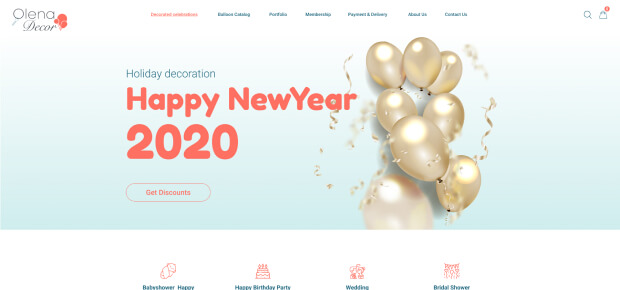 Olena
Decor
Decorated celebrations
Balloon Catalog
Portfolio
Membership
Payment & Delivery
About Us
Contact Us
Holiday decoration
Happy NewYear
2020
Get Discounts
Babyshower Happy
Happy Birthday Party
Wedding
Bridal Shower